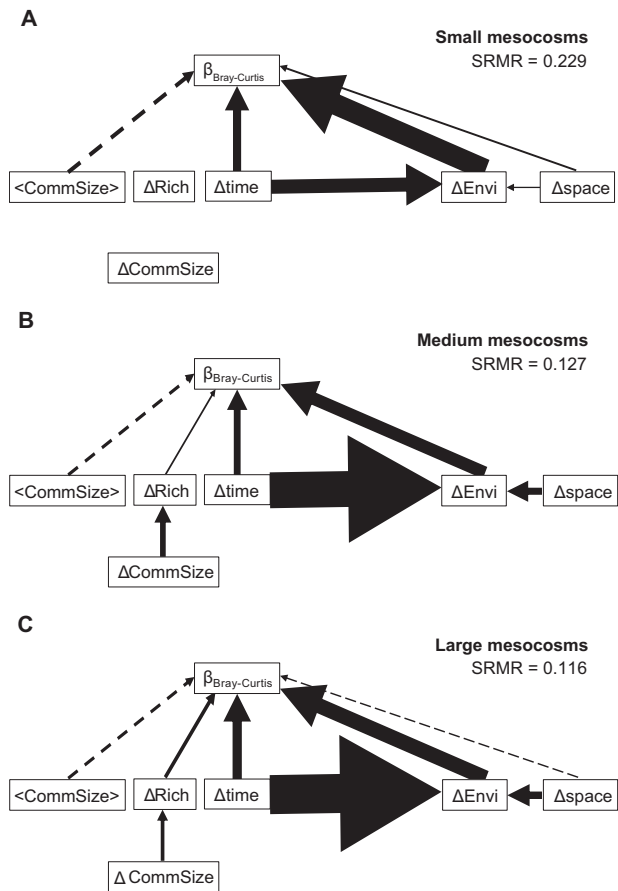 A
Small mesocosms
SRMR = 0.229
βBray-Curtis
<CommSize> ΔRich Δtime ΔEnvi Δspace
ΔCommSize
B
Medium mesocosms
SRMR = 0.127
βBray-Curtis
<CommSize> ΔRich Δtime ΔEnvi Δspace
ΔCommSize
C
Large mesocosms
SRMR = 0.116
βBray-Curtis
<CommSize> ΔRich Δtime ΔEnvi Δspace
Δ CommSize